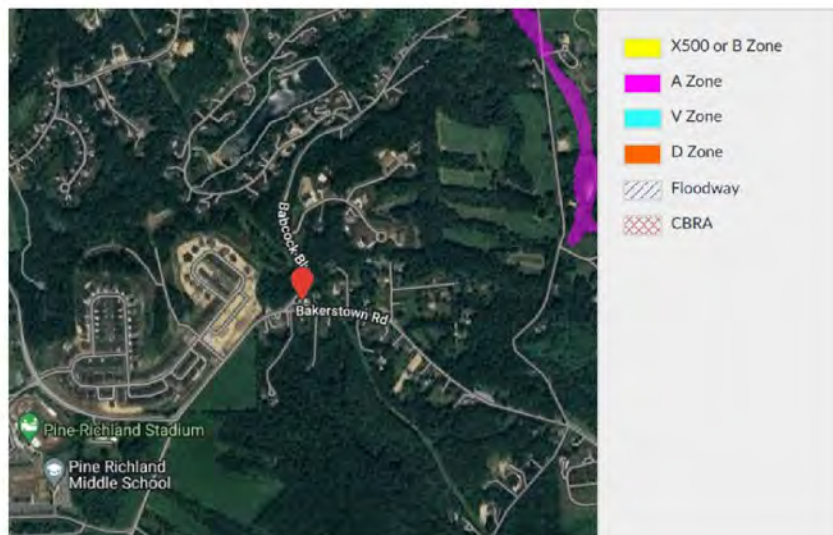 X500 or B Zone
A Zone
V Zone
D Zone
Floodway
CBRA
Babcock Bl
Bakerstown Rd
Pine-Richland Stadium
Pine Richland
Middle School